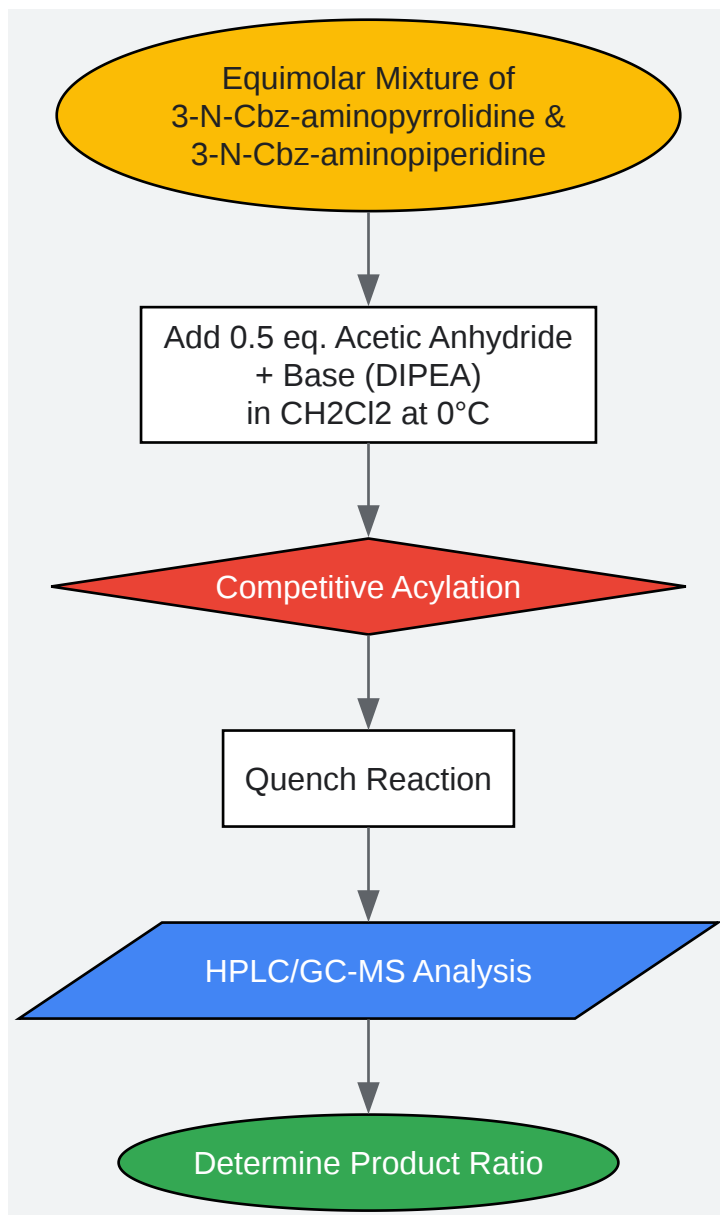 Equimolar Mixture of
3-N-Cbz-aminopyrrolidine &
3-N-Cbz-aminopiperidine
Add 0.5 eq. Acetic Anhydride
+ Base (DIPEA)
in CH2Cl2 at 0°C
Competitive Acylation
Quench Reaction
HPLC/GC-MS Analysis
Determine Product Ratio